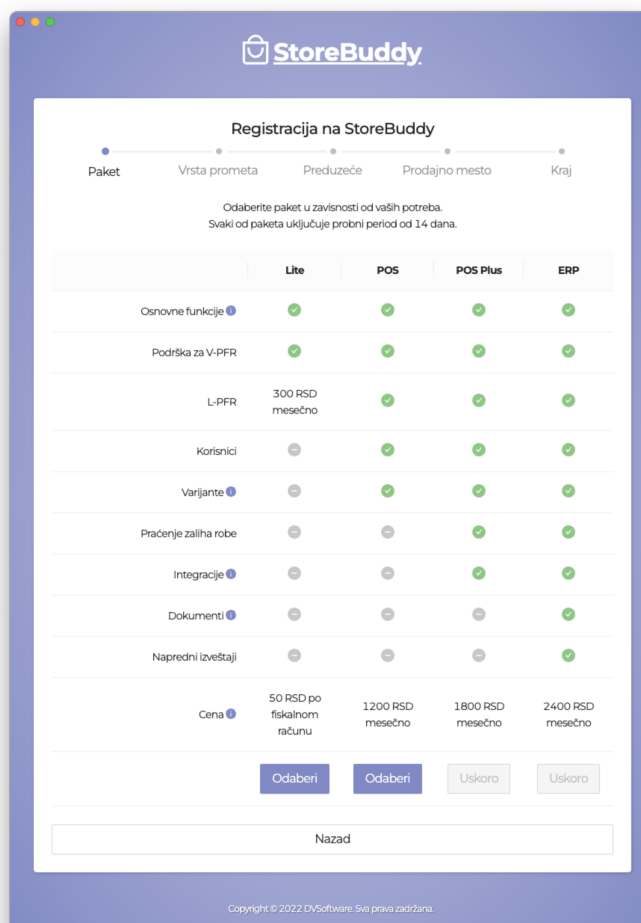 StoreBuddy
Registracija na StoreBuddy
Paket Vrsta prometa Preduzeće Prodajno mesto Kraj
Odaberite paket u zavisnosti od vaših potreba.
Svaki od paketa uključuje probni period od 14 dana.
Lite POS POS Plus ERP
Osnovne funkcije
Podrška za V-PFR
L-PFR 300 RSD
mesečno
Korisnici
Varijante
Praćenje zaliha robe
Integracije
Dokumenti
Napredni izveštaji
Cena 50 RSD po
fiskalnom
računu
1200 RSD
mesečno
1800 RSD
mesečno
2400 RSD
mesečno
Odaberi Odaberi Uskoro Uskoro
Nazad
Copyright © 2022 DVSoftware. Sva prava zadržana.